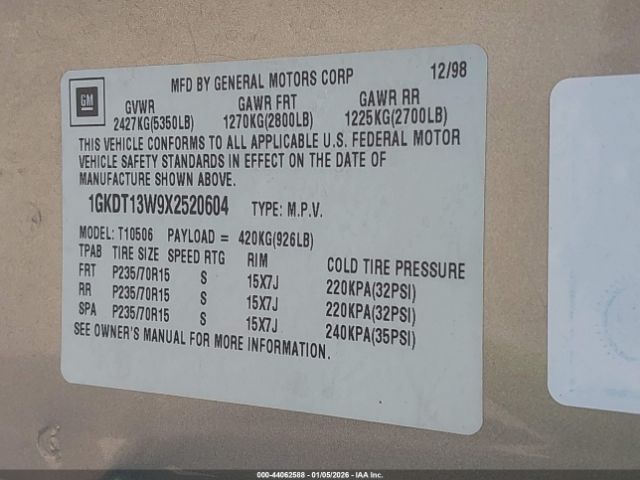 GM
MFD BY GENERAL MOTORS CORP 12/98
GVWR GAWR FRT GAWR RR
2427KG(5350LB) 1270KG(2800LB) 1225KG(2700LB)
THIS VEHICLE CONFORMS TO ALL APPLICABLE U.S. FEDERAL MOTOR
VEHICLE SAFETY STANDARDS IN EFFECT ON THE DATE OF
MANUFACTURE SHOWN ABOVE.
1GKDT13W9X2520604 TYPE: M.P.V.
MODEL: T10506 PAYLOAD = 420KG(926LB)
TPAB TIRE SIZE SPEED RTG RIM COLD TIRE PRESSURE
FRT P235/70R15 S 15X7J 220KPA(32PSI)
RR P235/70R15 S 15X7J 220KPA(32PSI)
SPA P235/70R15 S 15X7J 240KPA(35PSI)
SEE OWNER'S MANUAL FOR MORE INFORMATION.
000-44062588 - 01/05/2026 - IAA Inc.